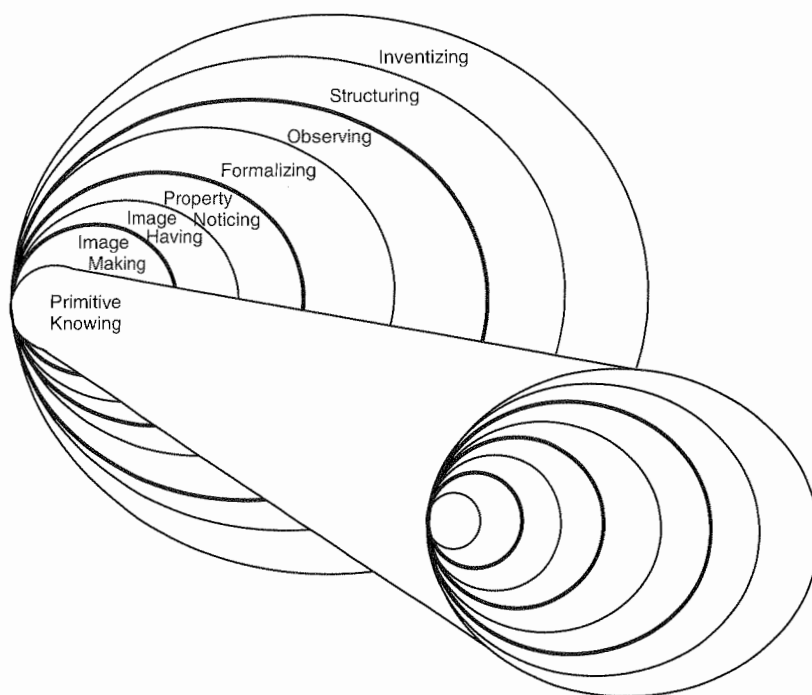 Inventizing
Structuring
Observing
Formalizing
Property
Noticing
Image
Having
Image
Making
Primitive
Knowing